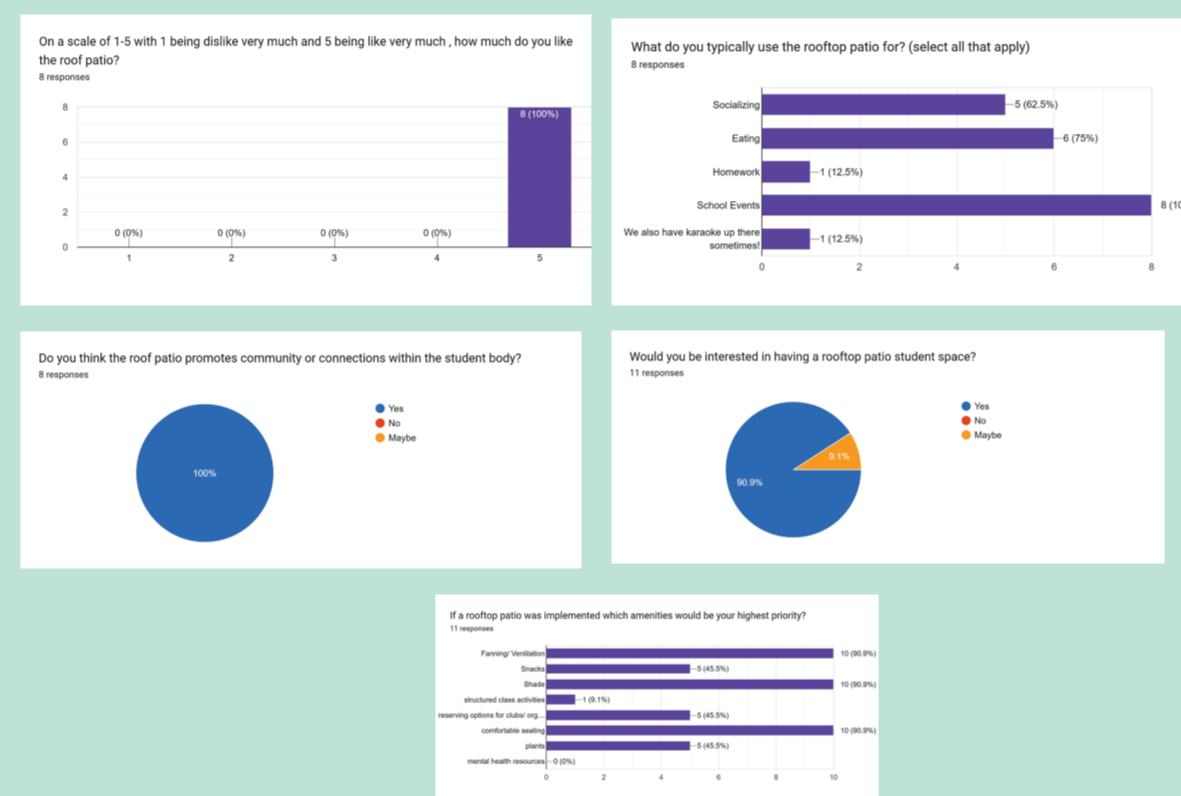 On a scale of 1-5 with 1 being dislike very much and 5 being like very much , how much do you like
the roof patio?
8 responses
8
6
4
2
0
0 (0%)
0 (0%)
0 (0%)
0 (0%)
8 (100%)
1
2
3
4
5
What do you typically use the rooftop patio for? (select all that apply)
8 responses
Socializing
5 (62.5%)
Eating
6 (75%)
Homework
1 (12.5%)
School Events
8 (10
We also have karaoke up there
sometimes!
1 (12.5%)
0
2
4
6
8
Do you think the roof patio promotes community or connections within the student body?
8 responses
100%
Yes
No
Maybe
Would you be interested in having a rooftop patio student space?
11 responses
90.9%
9.1%
Yes
No
Maybe
If a rooftop patio was implemented which amenities would be your highest priority?
11 responses
Fanning/ Ventilation
10 (90.9%)
Snacks
5 (45.5%)
Shade
10 (90.9%)
structured class activities
1 (9.1%)
reserving options for clubs/ org...
5 (45.5%)
comfortable seating
10 (90.9%)
plants
5 (45.5%)
mental health resources
0 (0%)
0
2
4
6
8
10